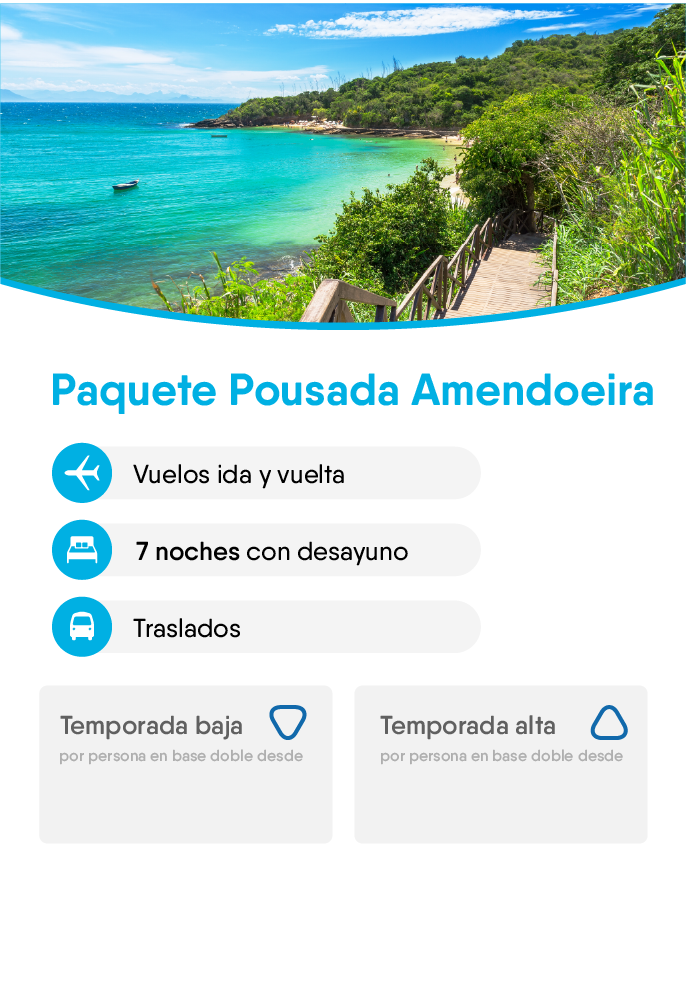 Paquete Pousada Amendoeira
Vuelos ida y vuelta
7 noches con desayuno
Traslados
Temporada baja
por persona en base doble desde
Temporada alta
por persona en base doble desde